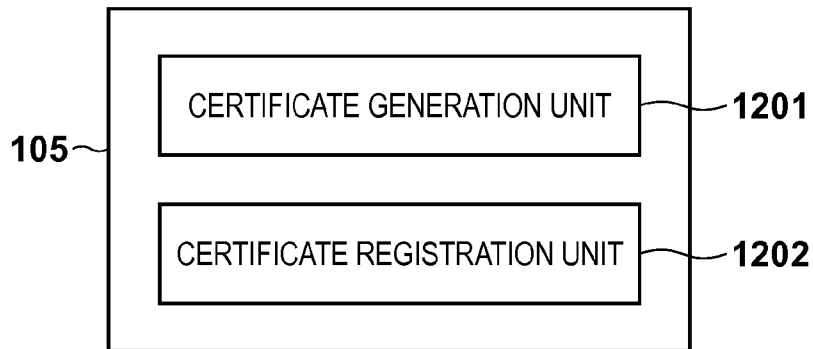 CERTIFICATE GENERATION UNIT
1201
105
CERTIFICATE REGISTRATION UNIT
1202